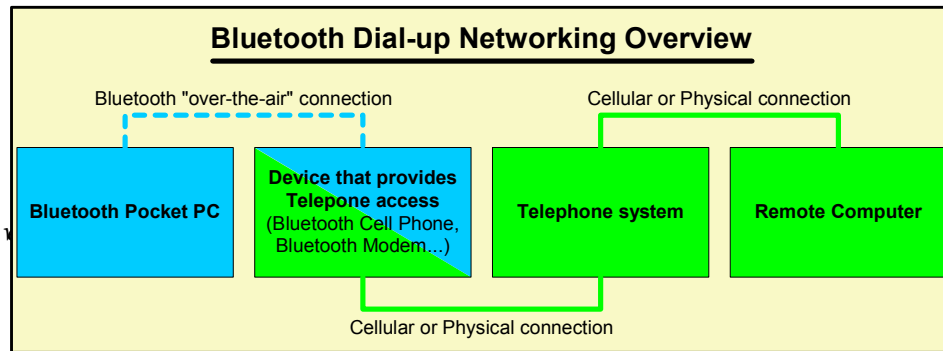 Bluetooth Dial-up Networking Overview
Bluetooth "over-the-air" connection
Cellular or Physical connection
Bluetooth Pocket PC
Device that provides
Telepone access
(Bluetooth Cell Phone,
Bluetooth Modem...)
Telephone system
Remote Computer
Cellular or Physical connection